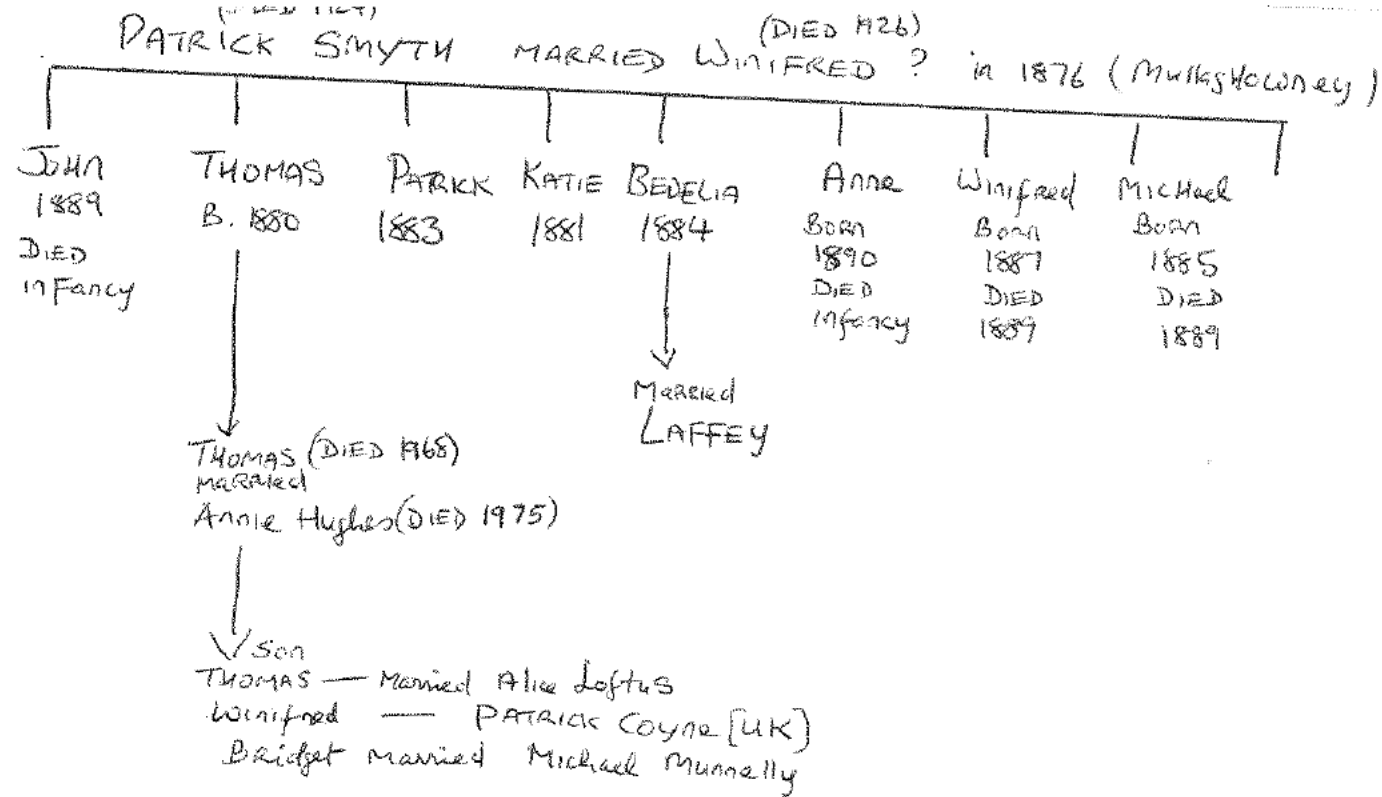 (DIED
PATRICK SMYTH MARRIED WINIFRED ? in 1876 (Mullaghowney)
(DIED 1926)
JOHN
1889
DIED
inFancy
THOMAS
B. 1880
PATRICK
1883
KATIE
1881
BEDELIA
1884
Anne
BORN
1890
DIED
infancy
Winifred
BORN
1887
DIED
1889
MICHael
BORN
1885
DIED
1889
Married
LAFFEY
THOMAS (DIED 1968)
married
Annie Hughes (DIED 1975)
Son
THOMAS — Married Alice Loftus
Winifred — PATRICK Coyne [UK]
Bridget married Michael Munnelly